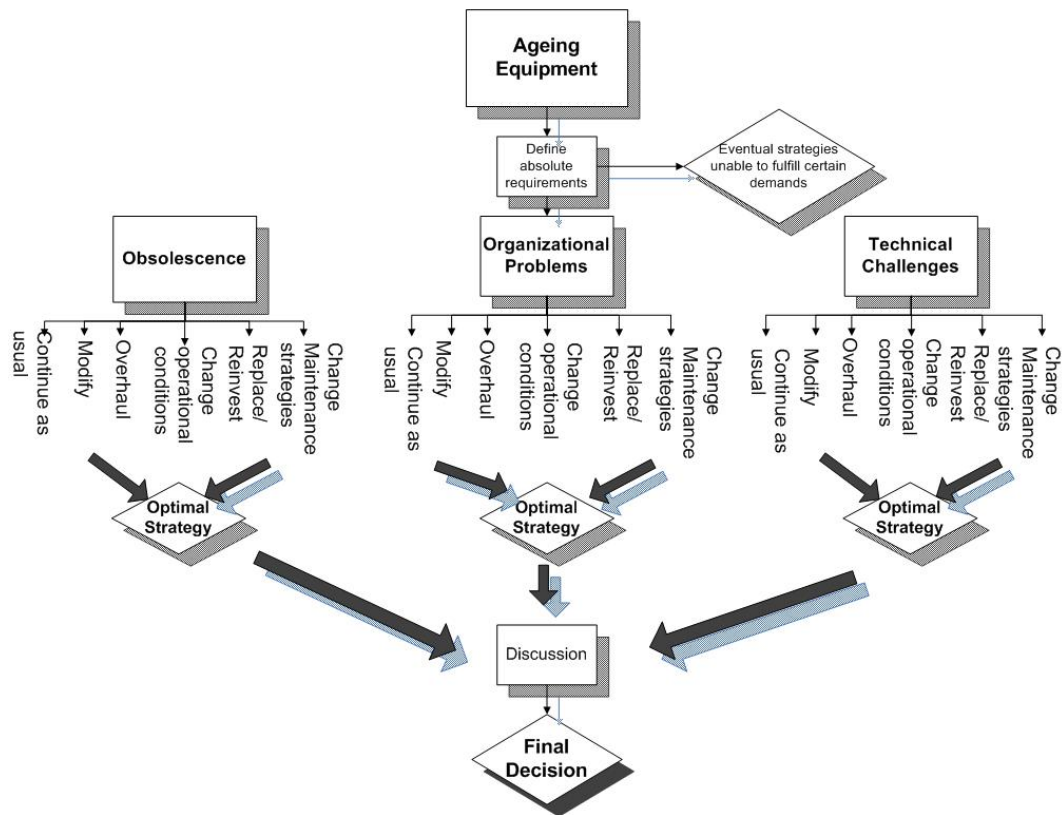 Ageing
Equipment
Define
absolute
requirements
Eventual strategies
unable to fulfill certain
demands
Obsolescence
Organizational
Problems
Technical
Challenges
Continue as
usual
Modify
Overhaul
Change
operational
conditions
Replace/
Reinvest
Change
Maintenance
strategies
Continue as
usual
Modify
Overhaul
Change
operational
conditions
Replace/
Reinvest
Change
Maintenance
strategies
Continue as
usual
Modify
Overhaul
Change
operational
conditions
Replace/
Reinvest
Change
Maintenance
strategies
Optimal
Strategy
Optimal
Strategy
Optimal
Strategy
Discussion
Final
Decision